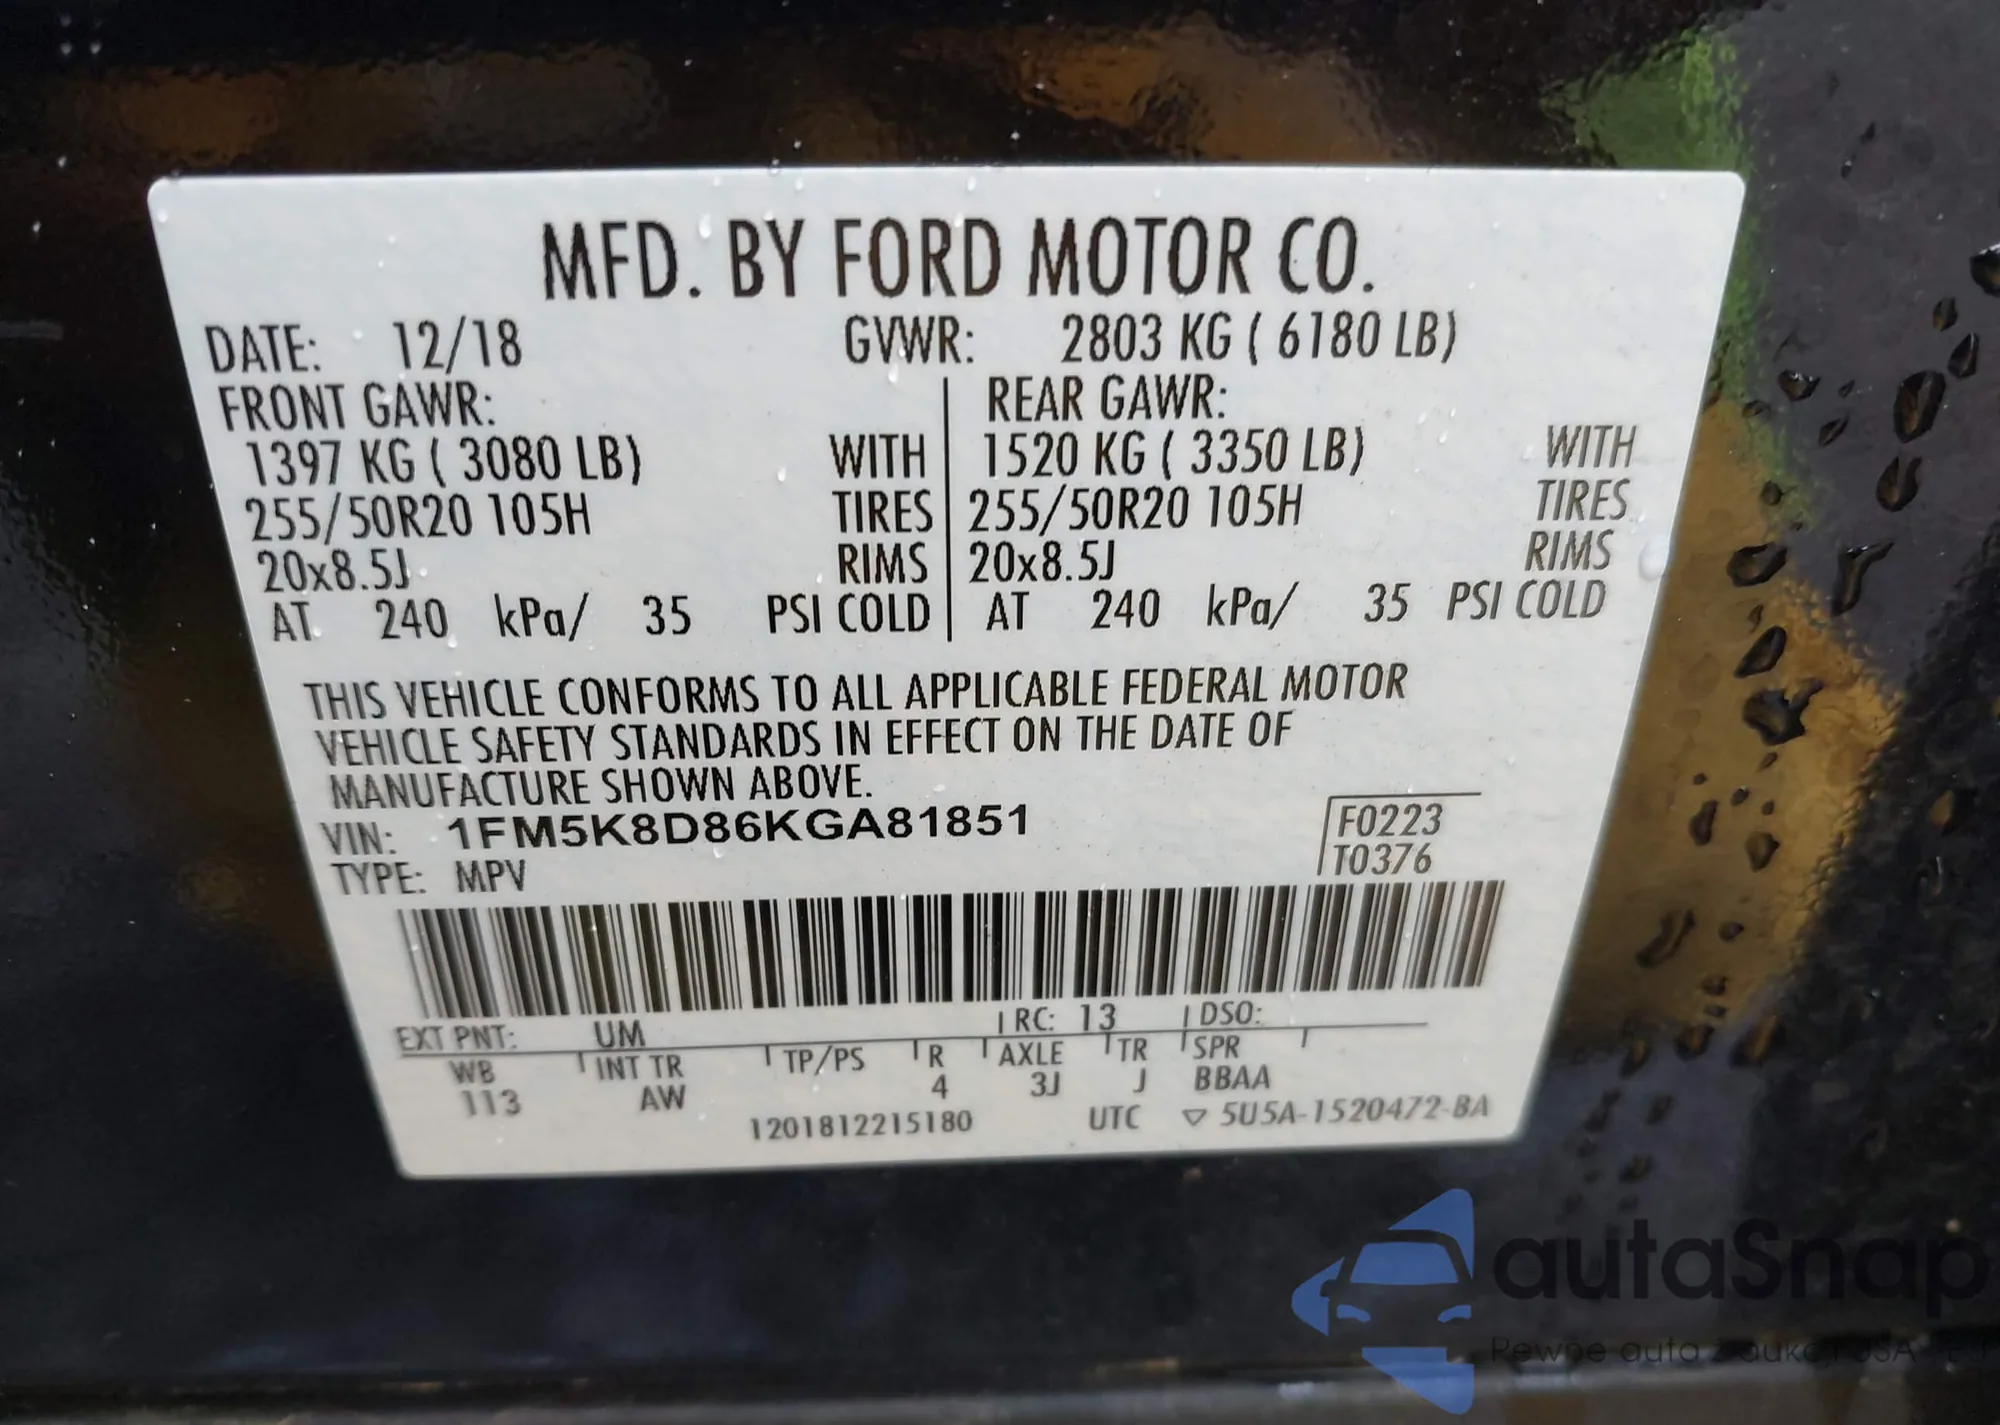 MFD. BY FORD MOTOR CO.
DATE: 12/18 GVWR: 2803 KG ( 6180 LB)
FRONT GAWR: REAR GAWR:
1397 KG ( 3080 LB) WITH 1520 KG ( 3350 LB) WITH
255/50R20 105H TIRES 255/50R20 105H TIRES
20x8.5J RIMS 20x8.5J RIMS
AT 240 kPa/ 35 PSI COLD AT 240 kPa/ 35 PSI COLD
THIS VEHICLE CONFORMS TO ALL APPLICABLE FEDERAL MOTOR
VEHICLE SAFETY STANDARDS IN EFFECT ON THE DATE OF
MANUFACTURE SHOWN ABOVE.
VIN: 1FM5K8D86KGA81851 F0223
TYPE: MPV T0376
EXT PNT: UM RC: 13 DSO:
WB INT TR TP/PS R AXLE TR SPR
113 AW 4 3J J BBAA
1201812215180 UTC ▽ 5U5A-1520472-BA
autaSnap
Pewne auta z USA